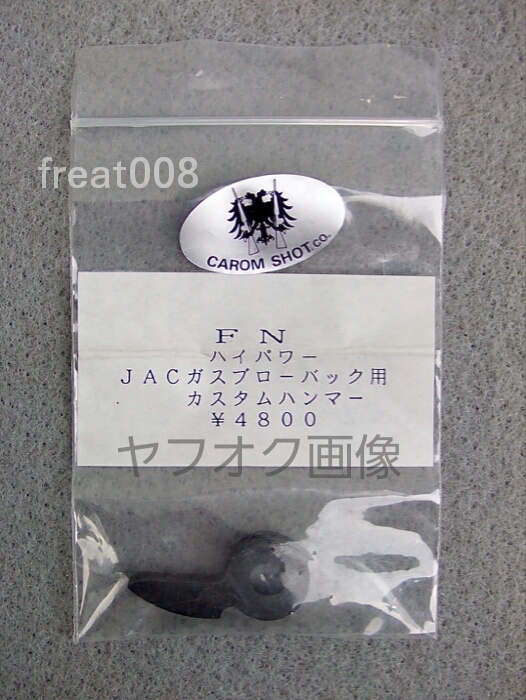 freat008
CAROM SHOT.CO.
ＦＮ
ハイパワー
ＪＡＣガスブローバック用
カスタムハンマー
￥４８００
ヤフオク画像